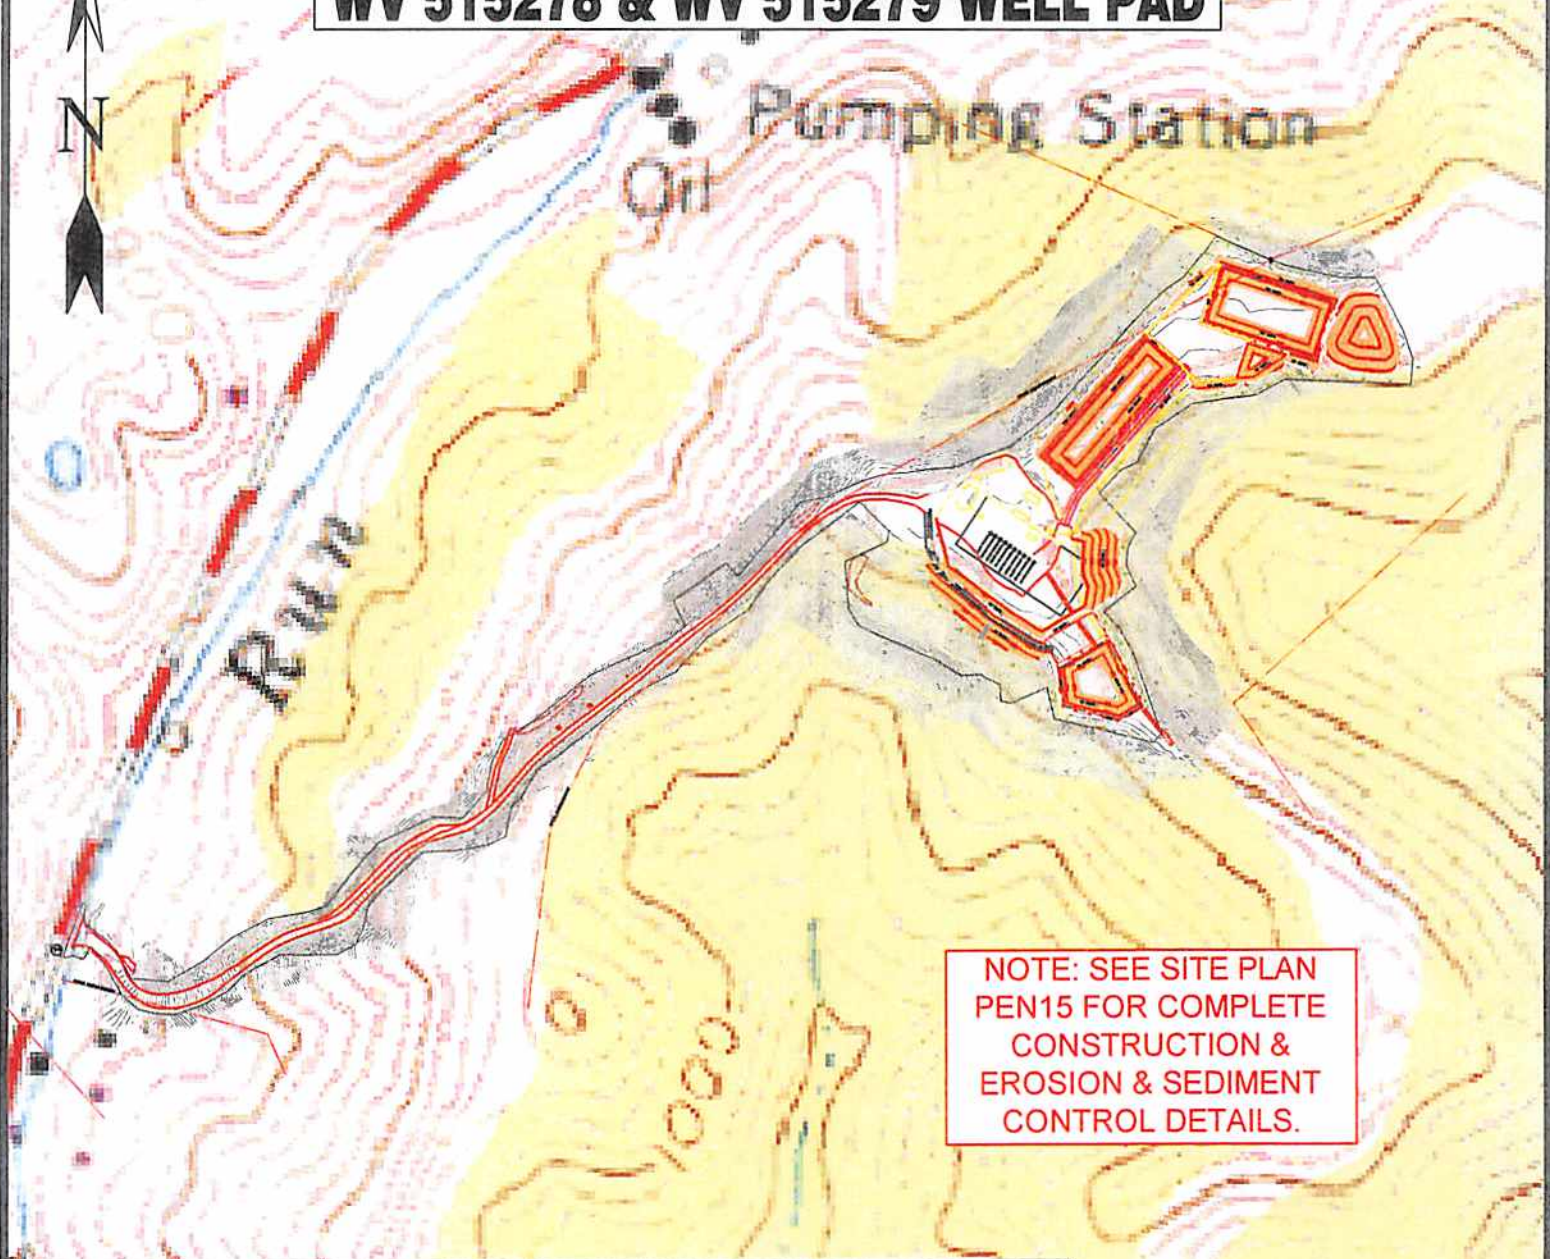 WV 515278 & WV 515279 WELL PAD
N
Pumping Station
Oil
Run
NOTE: SEE SITE PLAN
PEN15 FOR COMPLETE
CONSTRUCTION &
EROSION & SEDIMENT
CONTROL DETAILS.